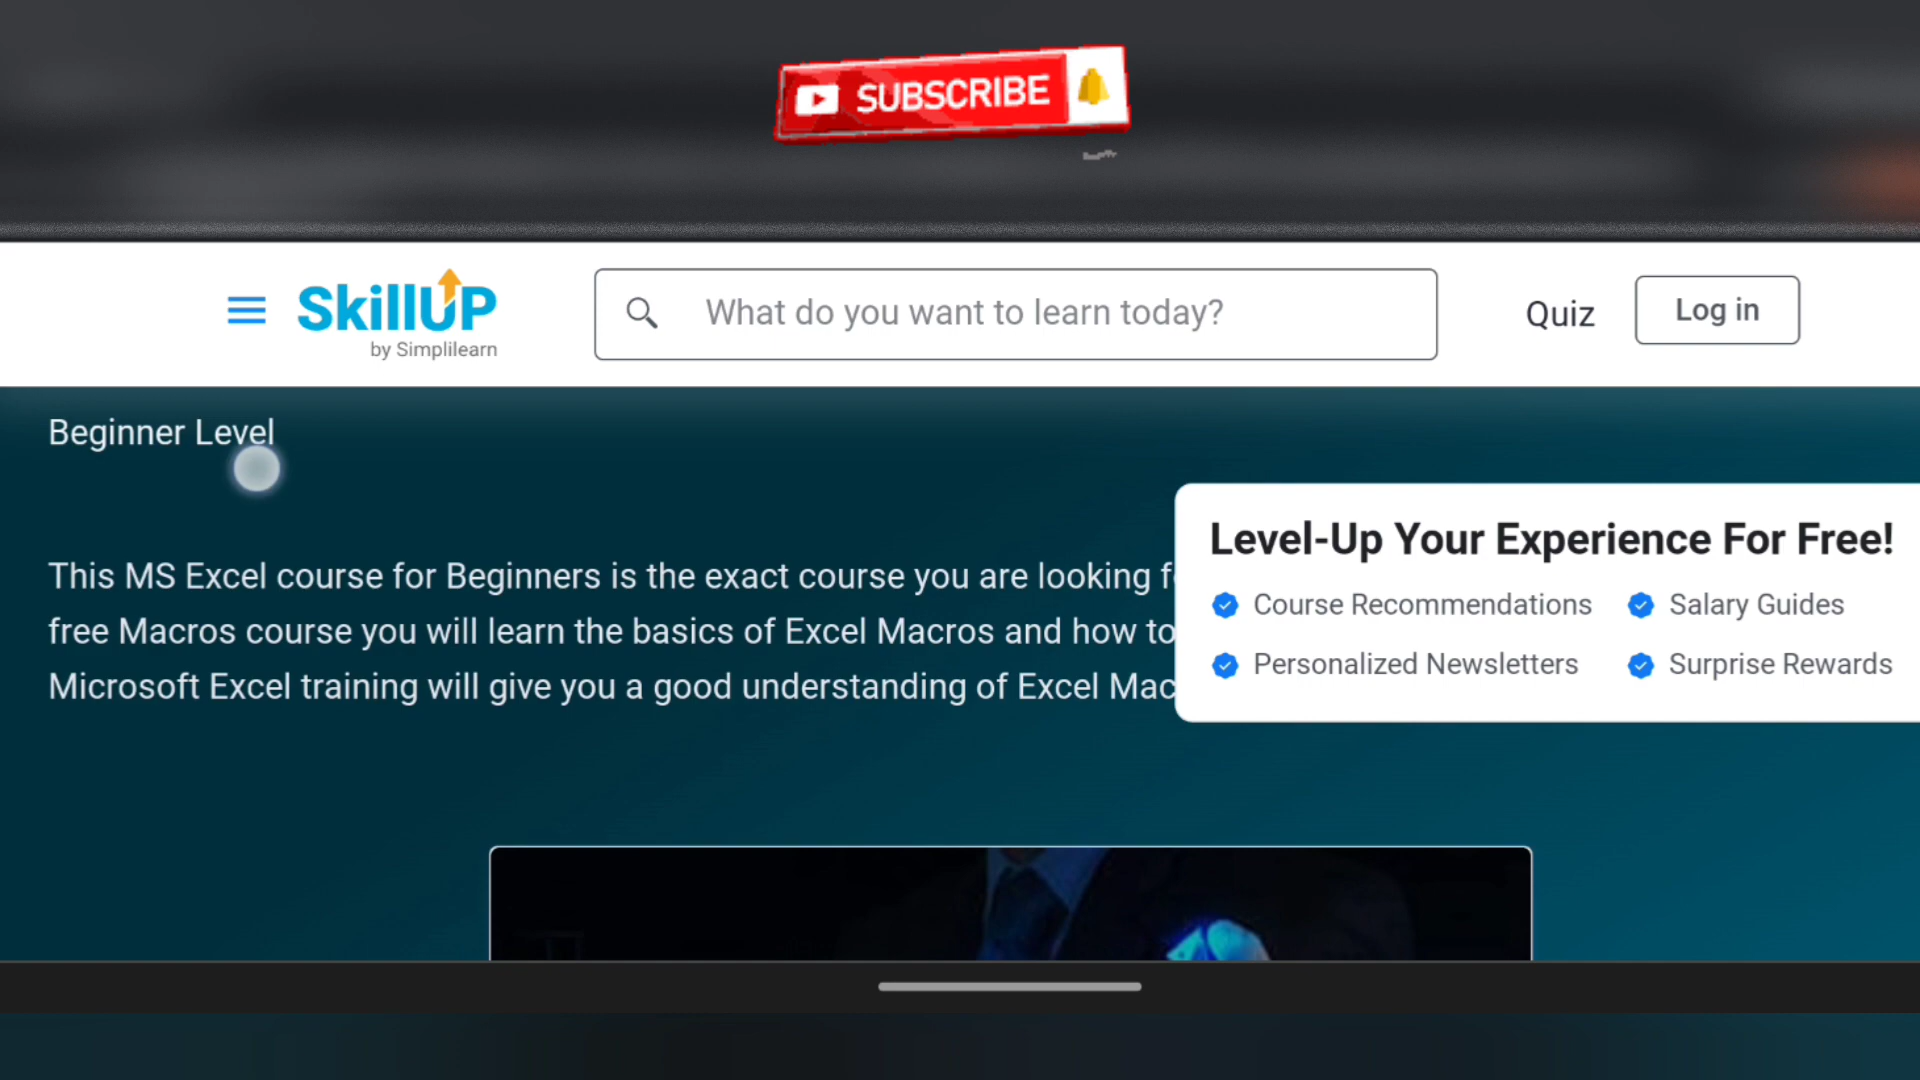 SUBSCRIBE
SkillUP
by Simplilearn
What do you want to learn today?
Quiz
Log in
Beginner Level
This MS Excel course for Beginners is the exact course you are looking
free Macros course you will learn the basics of Excel Macros and how to
Microsoft Excel training will give you a good understanding of Excel Mac
Level-Up Your Experience For Free!
Course Recommendations
Salary Guides
Personalized Newsletters
Surprise Rewards